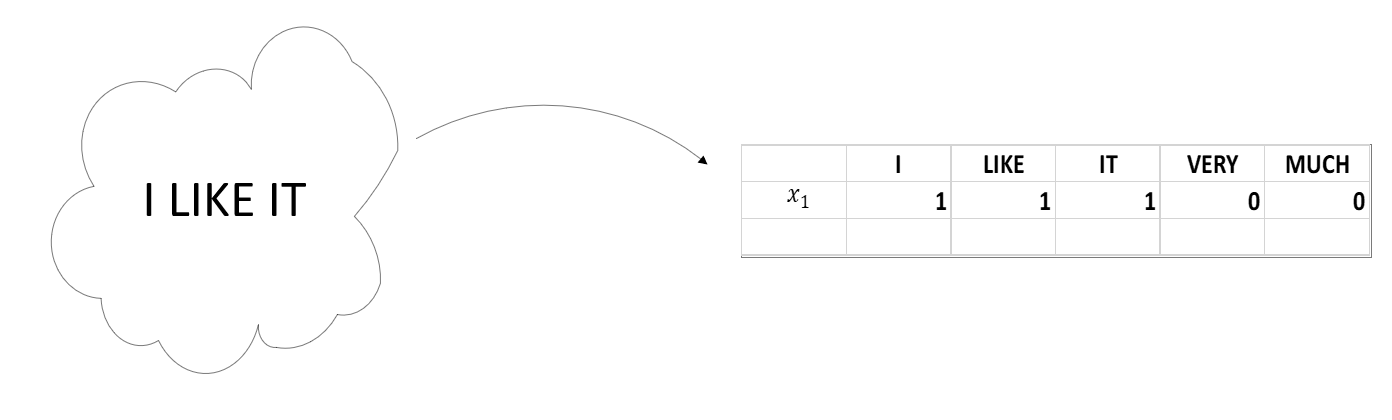 I LIKE IT
I LIKE IT VERY MUCH
x₁ 1 1 1 0 0